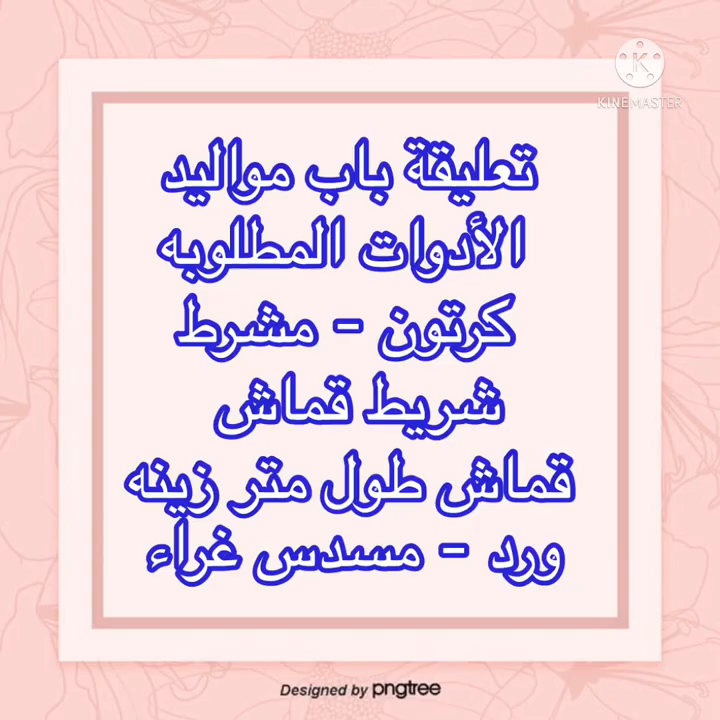 KINEMASTER
تعليقة باب مواليد
الأدوات المطلوبه
كرتون - مشرط
شريط قماش
قماش طول متر زينه
ورد - مسدس غراء
Designed by pngtree